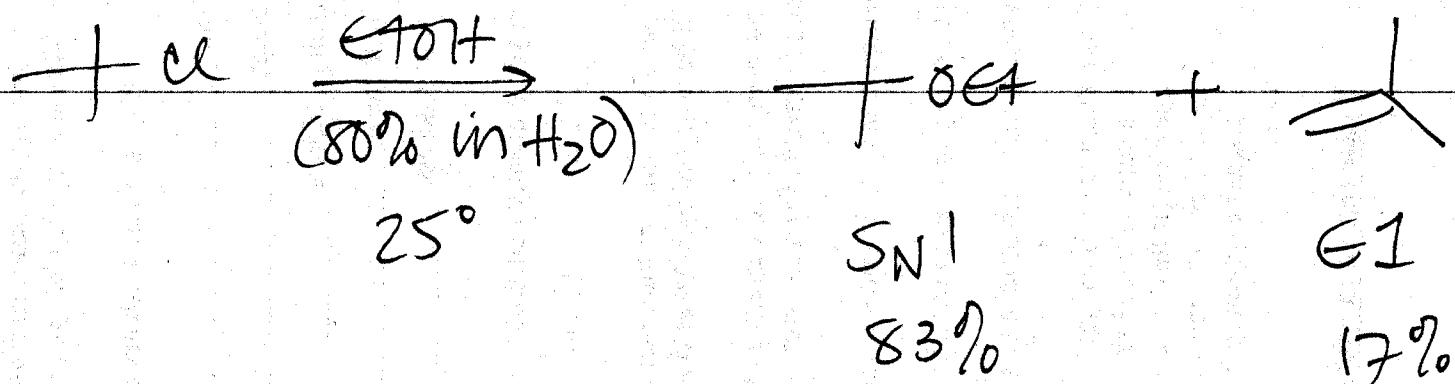 Cl EtOH OEt +
(80% in H₂O)
25° SN1 E1
83% 17%